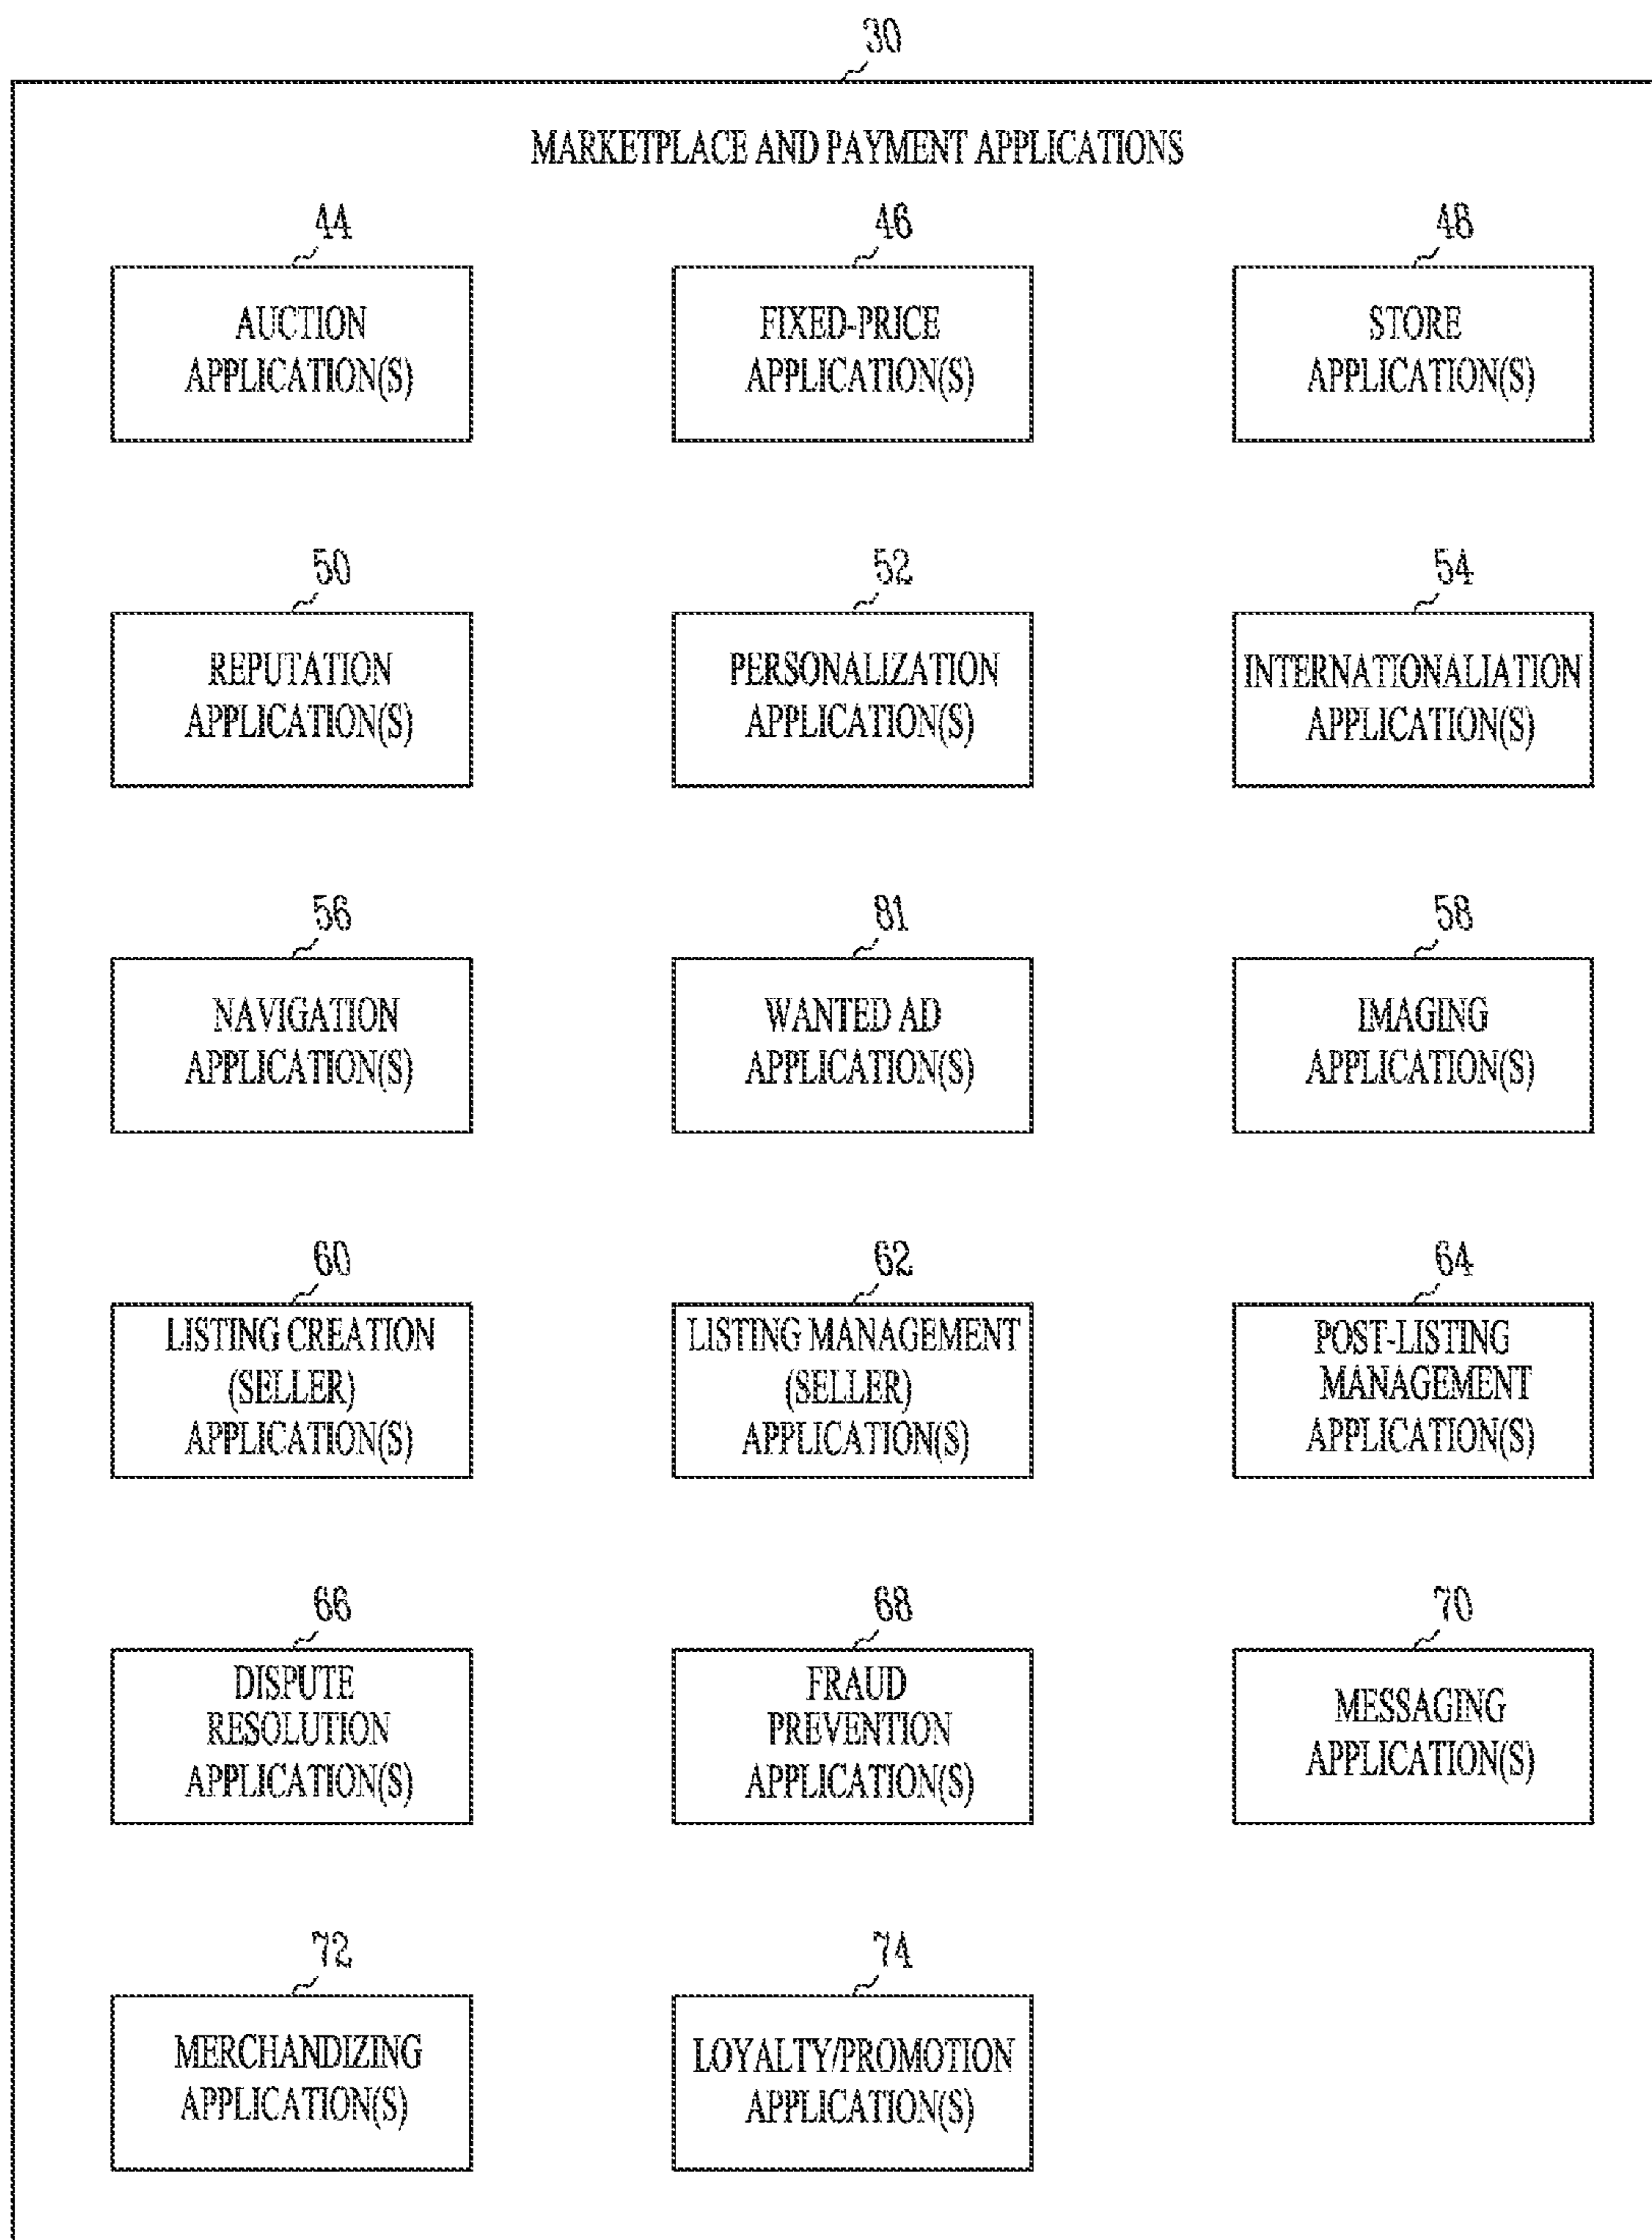 30
MARKETPLACE AND PAYMENT APPLICATIONS
44
AUCTION
APPLICATION(S)
46
FIXED-PRICE
APPLICATION(S)
48
STORE
APPLICATION(S)
50
REPUTATION
APPLICATION(S)
52
PERSONALIZATION
APPLICATION(S)
54
INTERNATIONALIATION
APPLICATION(S)
56
NAVIGATION
APPLICATION(S)
81
WANTED AD
APPLICATION(S)
58
IMAGING
APPLICATION(S)
60
LISTING CREATION
(SELLER)
APPLICATION(S)
62
LISTING MANAGEMENT
(SELLER)
APPLICATION(S)
64
POST-LISTING
MANAGEMENT
APPLICATION(S)
66
DISPUTE
RESOLUTION
APPLICATION(S)
68
FRAUD
PREVENTION
APPLICATION(S)
70
MESSAGING
APPLICATION(S)
72
MERCHANDIZING
APPLICATION(S)
74
LOYALTY/PROMOTION
APPLICATION(S)